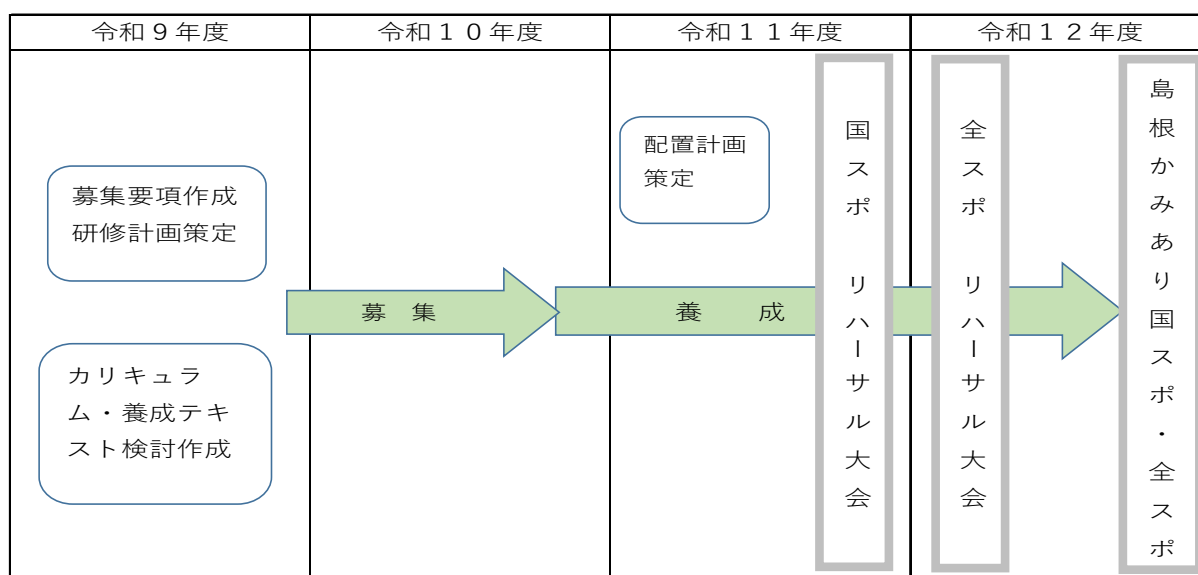 令和９年度
令和１０年度
令和１１年度
令和１２年度
募集要項作成
研修計画策定
カリキュラ
ム・養成テキ
スト検討作成
募 集
配置計画
策定
養 成
国スポ リハーサル大会
全スポ リハーサル大会
島根かみあり国スポ・全スポ